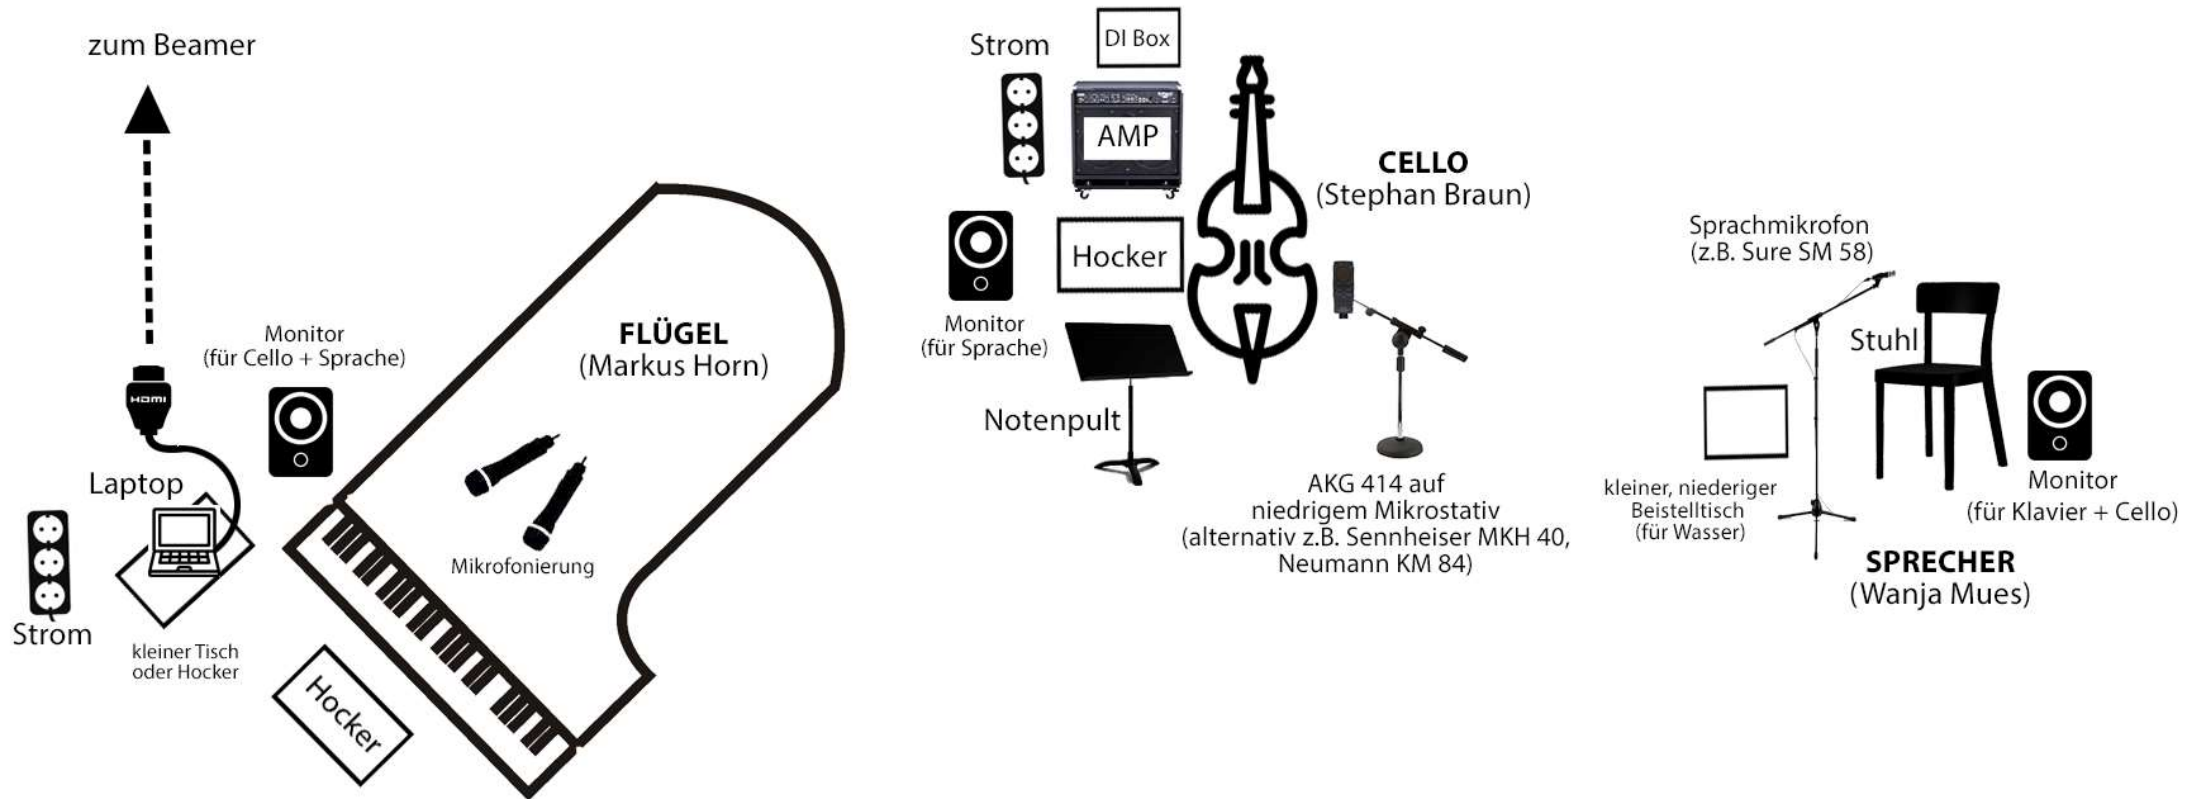 zum Beamer
HDMI
Laptop
Strom
kleiner Tisch
oder Hocker
Monitor
(für Cello + Sprache)
Hocker
FLÜGEL
(Markus Horn)
Mikrofonierung
Strom
DI Box
AMP
Hocker
Monitor
(für Sprache)
Notenpult
CELLO
(Stephan Braun)
AKG 414 auf
niedrigem Mikrostativ
(alternativ z.B. Sennheiser MKH 40,
Neumann KM 84)
Sprachmikrofon
(z.B. Sure SM 58)
Stuhl
kleiner, niederiger
Beistelltisch
(für Wasser)
Monitor
(für Klavier + Cello)
SPRECHER
(Wanja Mues)